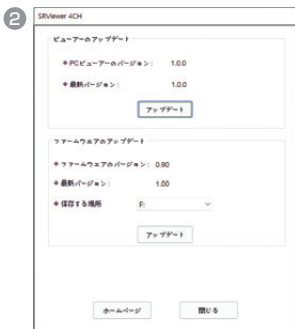 2
SRViewer 4CH
ビューアーのアップデート
◆PCビューアーのバージョン： 1.0.0
◆最新バージョン： 1.0.0
アップデート
ファームウェアのアップデート
◆ファームウェアのバージョン： 0.90
◆最新バージョン： 1.00
◆保存する場所 F:
アップデート
ホームページ 閉じる